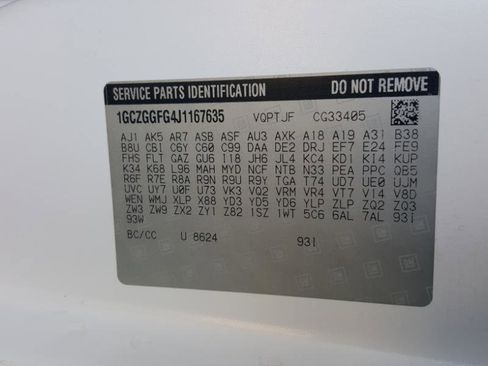 SERVICE PARTS IDENTIFICATION DO NOT REMOVE
1GCZGGFG4J1167635 VQPTJF CG33405
AJ1 AK5 AR7 ASB ASF AU3 AXK A18 A19 A31 B38
B8U CBI C6Y C60 C99 DAA DE2 DRJ EF7 E24 FE9
FHS FLT GAZ GU6 I18 JH6 JL4 KC4 KD1 KI4 KUP
K34 K68 L96 MAH MYD NCF NTB N33 PEA PPC QB5
R6F R7E R8A R9N R9U R9Y TGA T74 UD7 UE0 UJM
UVC UY7 U0F U73 VK3 VQ2 VRM VR4 VT7 V14 V8D
WEN WMJ XLP X88 YD3 YD5 YD6 YLP ZLP ZQ2 ZQ3
ZW3 ZW9 ZX2 ZY1 Z82 1SZ 1WT 5C6 6AL 7AL 93I
93W
BC/CC U 8624 93I